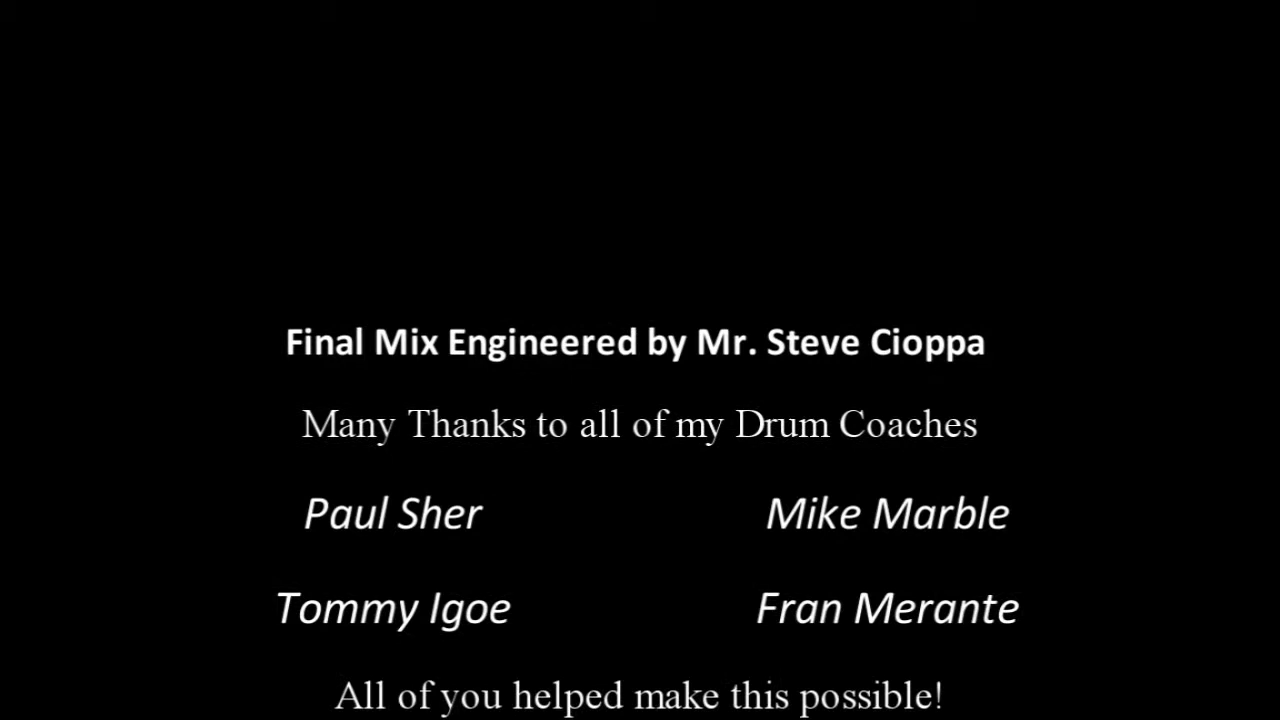 Final Mix Engineered by Mr. Steve Cioppa
Many Thanks to all of my Drum Coaches
Paul Sher Mike Marble
Tommy Igoe Fran Merante
All of you helped make this possible!